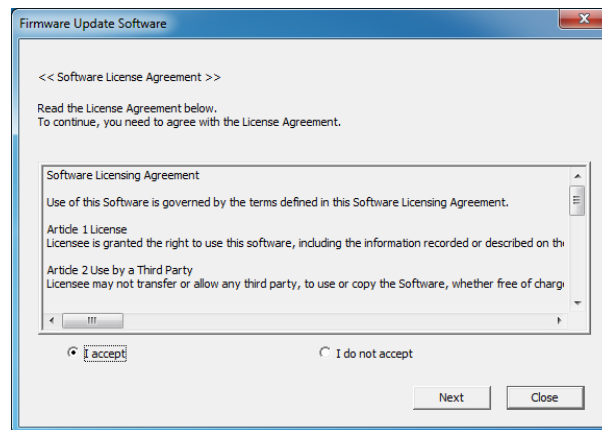 Firmware Update Software
<< Software License Agreement >>
Read the License Agreement below.
To continue, you need to agree with the License Agreement.
Software Licensing Agreement
Use of this Software is governed by the terms defined in this Software Licensing Agreement.
Article 1 License
Licensee is granted the right to use this software, including the information recorded or described on the
Article 2 Use by a Third Party
Licensee may not transfer or allow any third party, to use or copy the Software, whether free of charge
I accept
I do not accept
Next
Close